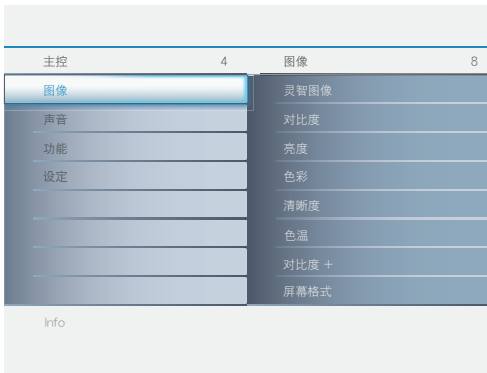 主控 4
图像
声音
功能
设定
图像 8
灵智图像
对比度
亮度
色彩
清晰度
色温
对比度 +
屏幕格式
Info